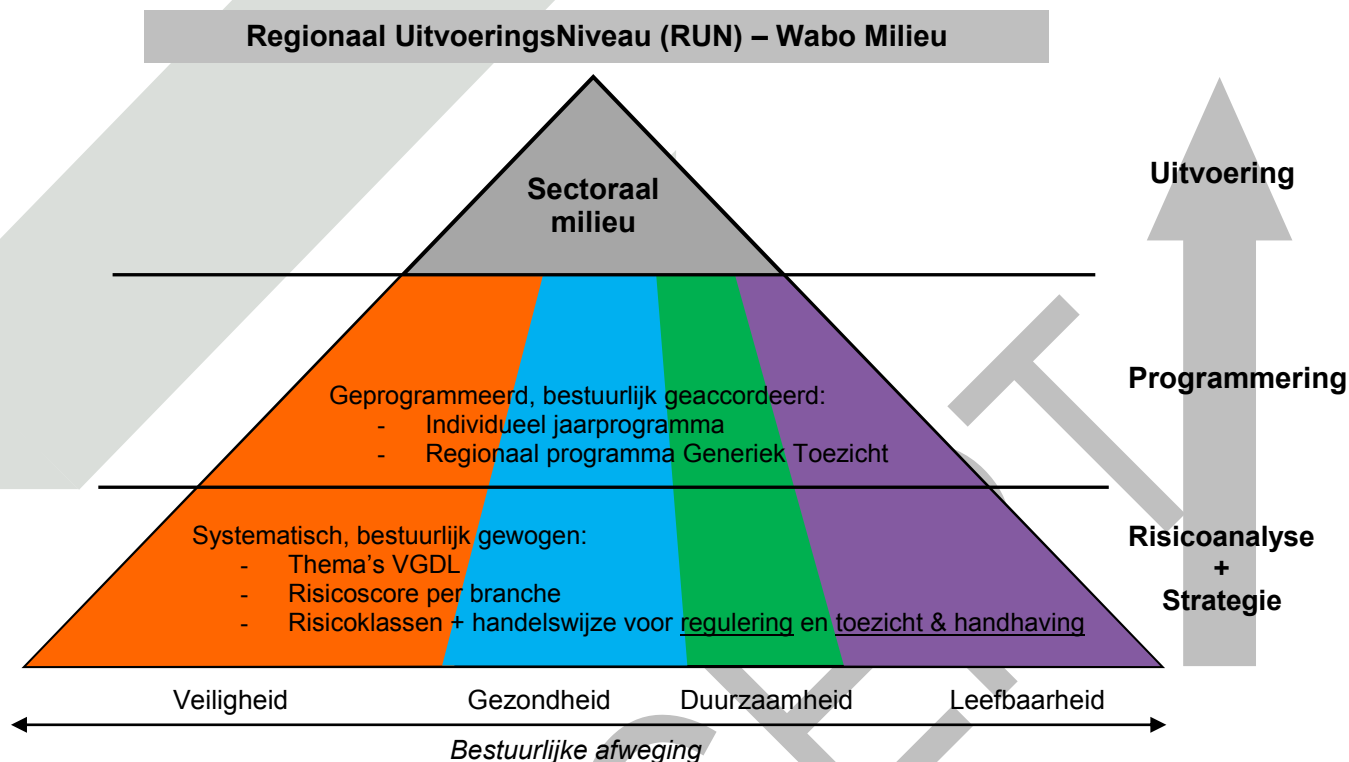 Regionaal UitvoeringsNiveau (RUN) – Wabo Milieu
Sectoraal
milieu
Uitvoering
Geprogrammeerd, bestuurlijk geaccordeerd:
- Individueel jaarprogramma
- Regionaal programma Generiek Toezicht
Programmering
Systematisch, bestuurlijk gewogen:
- Thema's VGDL
- Risicoscore per branche
- Risicoklassen + handelswijze voor regulering en toezicht & handhaving
Risicoanalyse
+
Strategie
Veiligheid Gezondheid Duurzaamheid Leefbaarheid
Bestuurlijke afweging